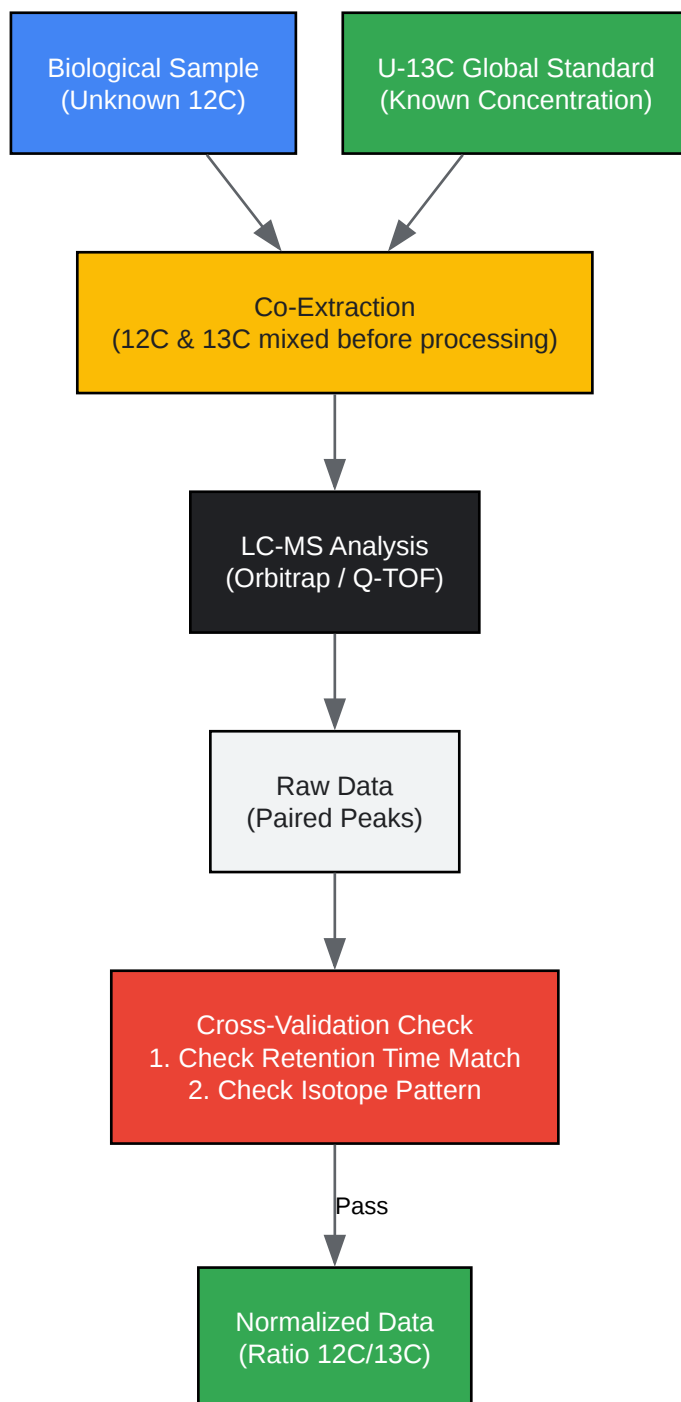 Biological Sample
(Unknown 12C)
U-13C Global Standard
(Known Concentration)
Co-Extraction
(12C & 13C mixed before processing)
LC-MS Analysis
(Orbitrap / Q-TOF)
Raw Data
(Paired Peaks)
Cross-Validation Check
1. Check Retention Time Match
2. Check Isotope Pattern
Pass
Normalized Data
(Ratio 12C/13C)